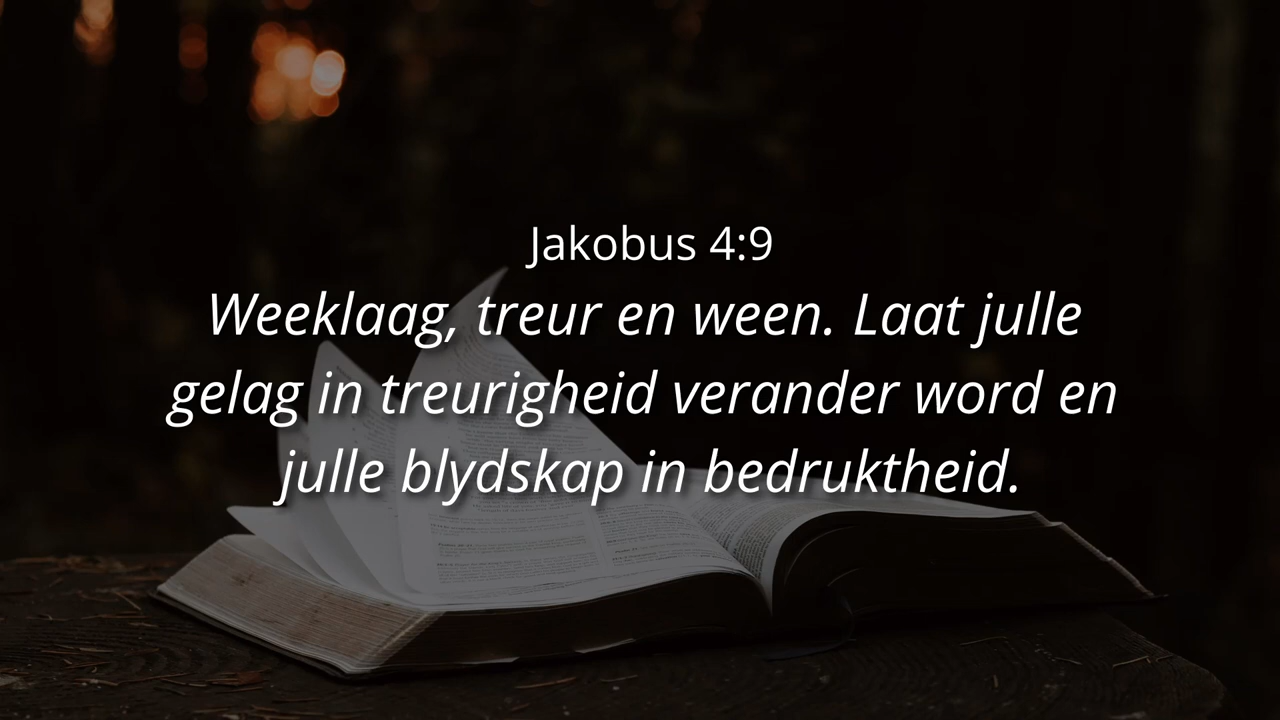 Jakobus 4:9
Weeklaag, treur en ween. Laat julle
gelag in treurigheid verander word en
julle blydskap in bedruktheid.